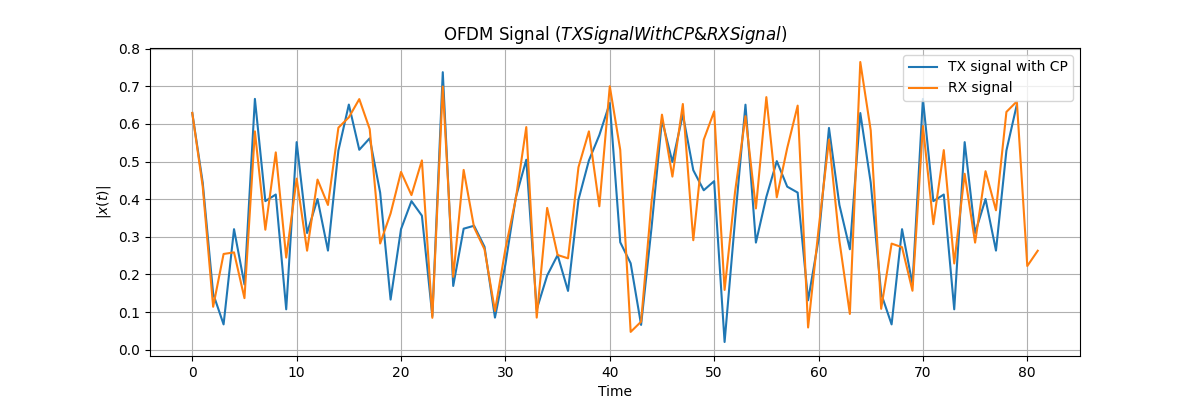 OFDM Signal (TXSignalWithCP&RXSignal)
TX signal with CP
RX signal
|x(t)|
0.8
0.7
0.6
0.5
0.4
0.3
0.2
0.1
0.0
0 10 20 30 40 50 60 70 80
Time